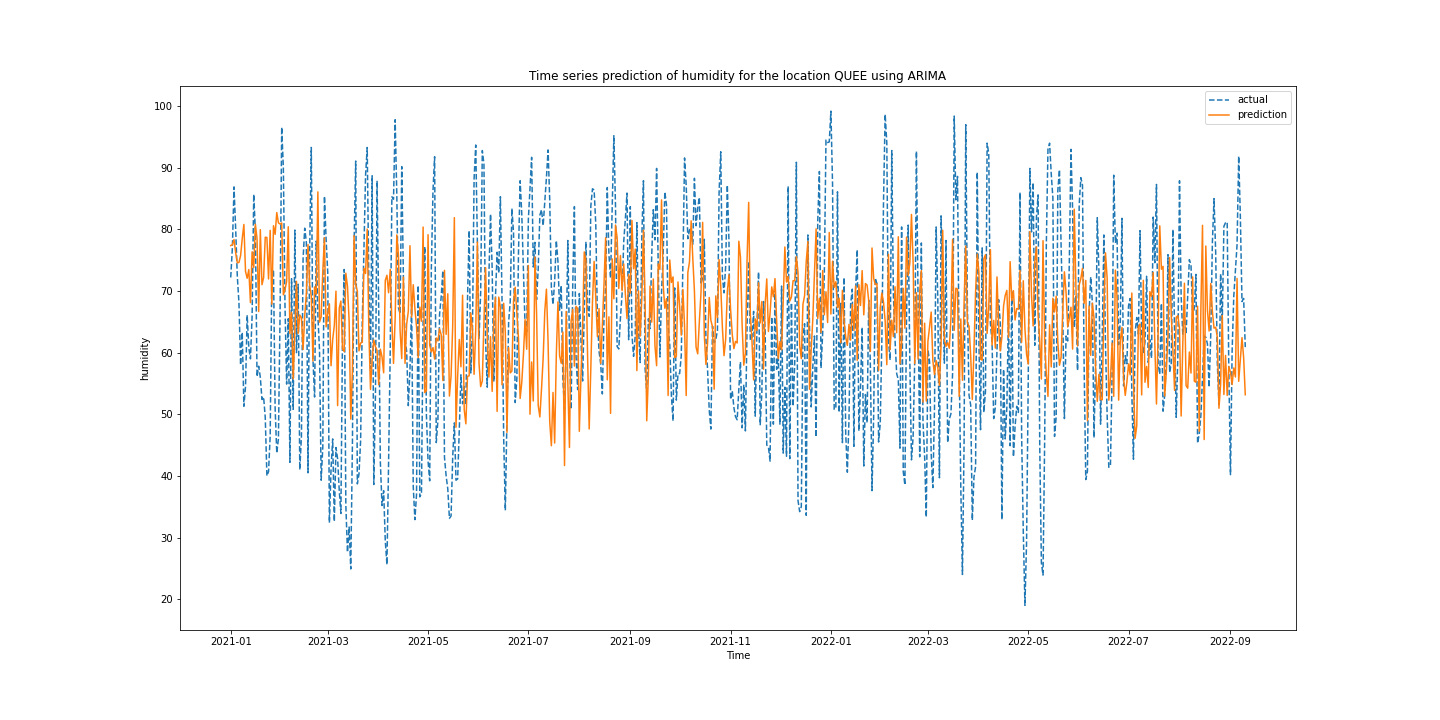 Time series prediction of humidity for the location QUEE using ARIMA
actual
prediction
100
90
80
70
60
50
40
30
20
humidity
2021-01 2021-03 2021-05 2021-07 2021-09 2021-11 2022-01 2022-03 2022-05 2022-07 2022-09
Time